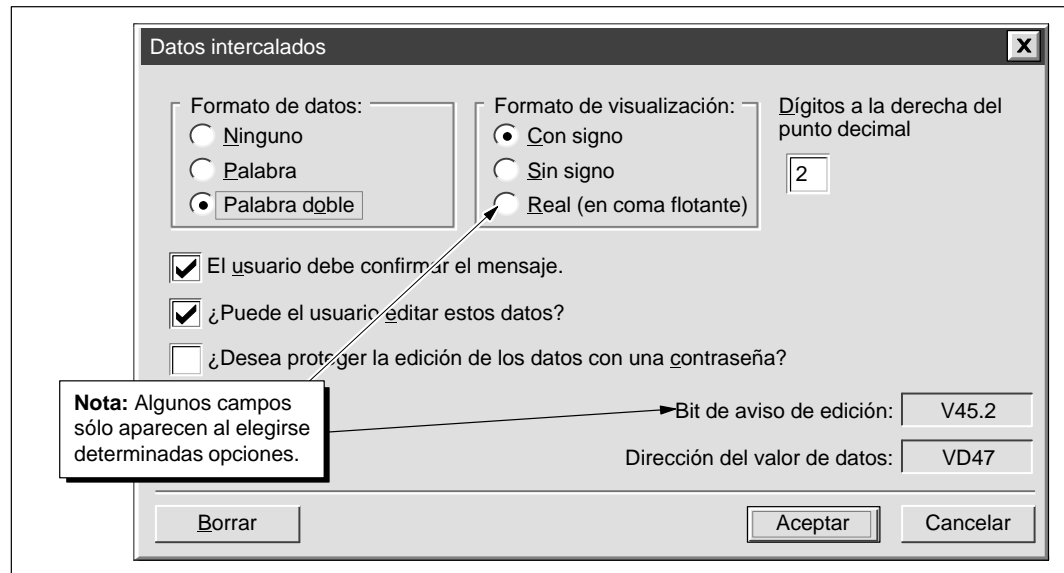 Datos intercalados
X
Formato de datos:
Ninguno
Palabra
Palabra doble
Formato de visualización:
Con signo
Sin signo
Real (en coma flotante)
Dígitos a la derecha del
punto decimal
2
El usuario debe confirmar el mensaje.
¿Puede el usuario editar estos datos?
¿Desea proteger la edición de los datos con una contraseña?
Nota: Algunos campos
sólo aparecen al elegirse
determinadas opciones.
Bit de aviso de edición: V45.2
Dirección del valor de datos: VD47
Borrar Aceptar Cancelar